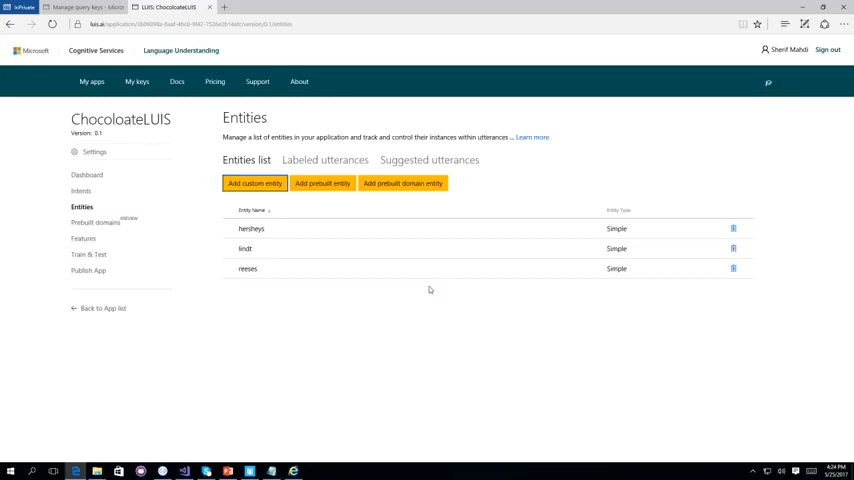 InPrivate
Manage query keys - Micros
LUIS: ChocoloateLUIS
Microsoft
Cognitive Services
Language Understanding
Sherif Mahdi
Sign out
My apps
My keys
Docs
Pricing
Support
About
ChocoloateLUIS
Version: 0.1
Settings
Dashboard
Intents
Entities
Prebuilt domains PREVIEW
Features
Train & Test
Publish App
Back to App list
Entities
Manage a list of entities in your application and track and control their instances within utterances ... Learn more
Entities list
Labeled utterances
Suggested utterances
Add custom entity
Add prebuilt entity
Add prebuilt domain entity
Entity Name
Entity Type
hersheys
Simple
lindt
Simple
reeses
Simple
4:24 PM
5/25/2017